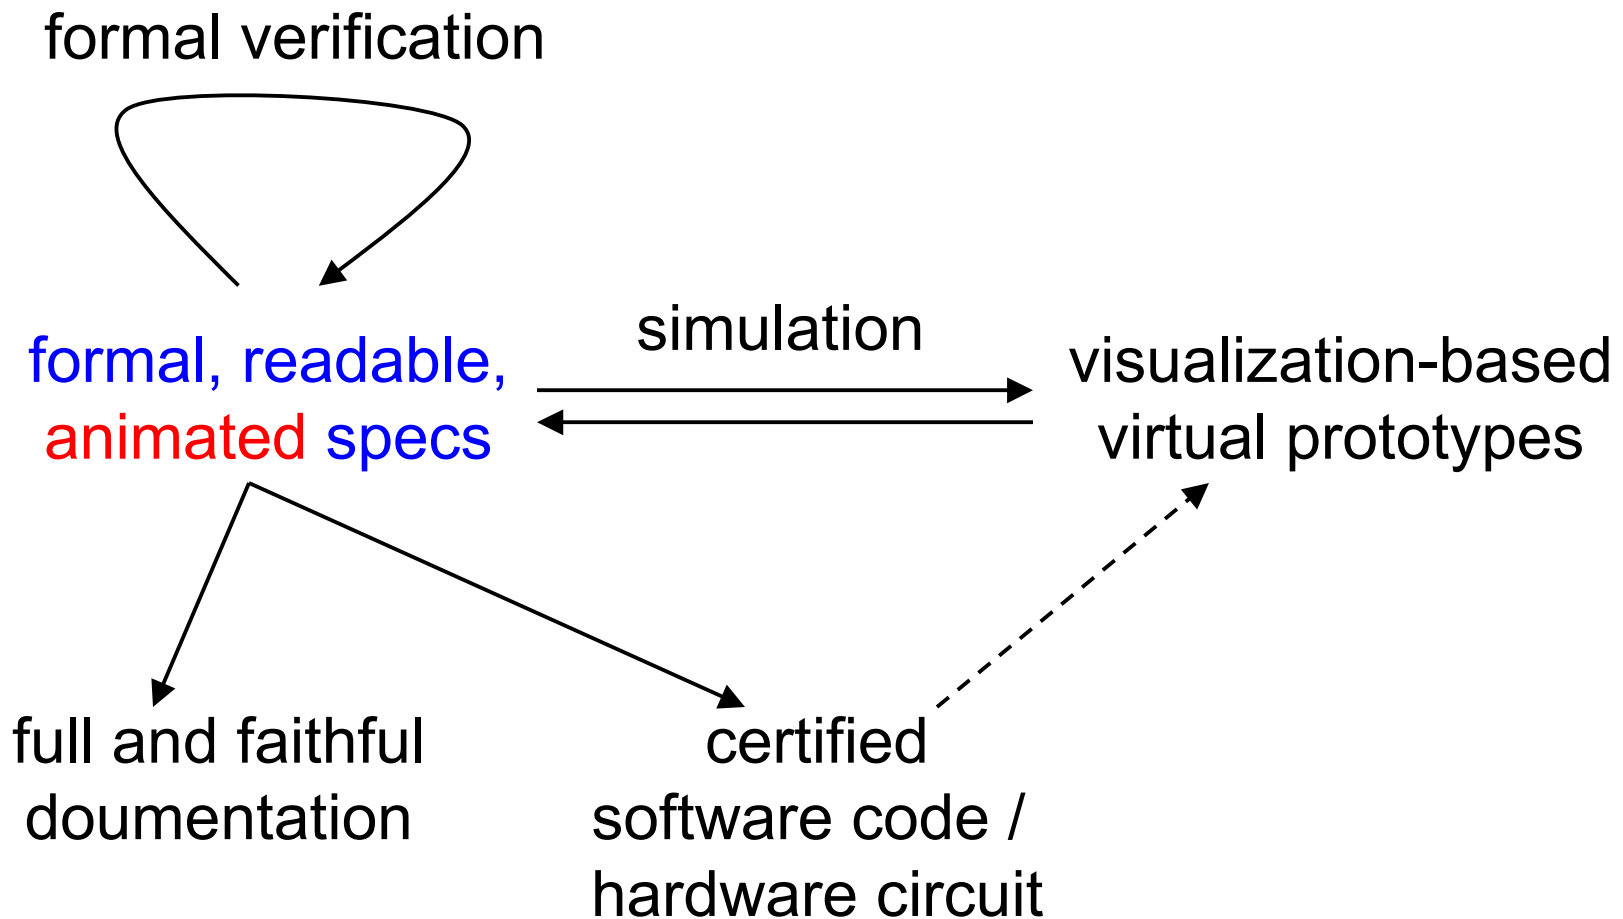 formal verification
simulation
formal, readable,
animated specs
visualization-based
virtual prototypes
full and faithful
doumentation
certified
software code /
hardware circuit